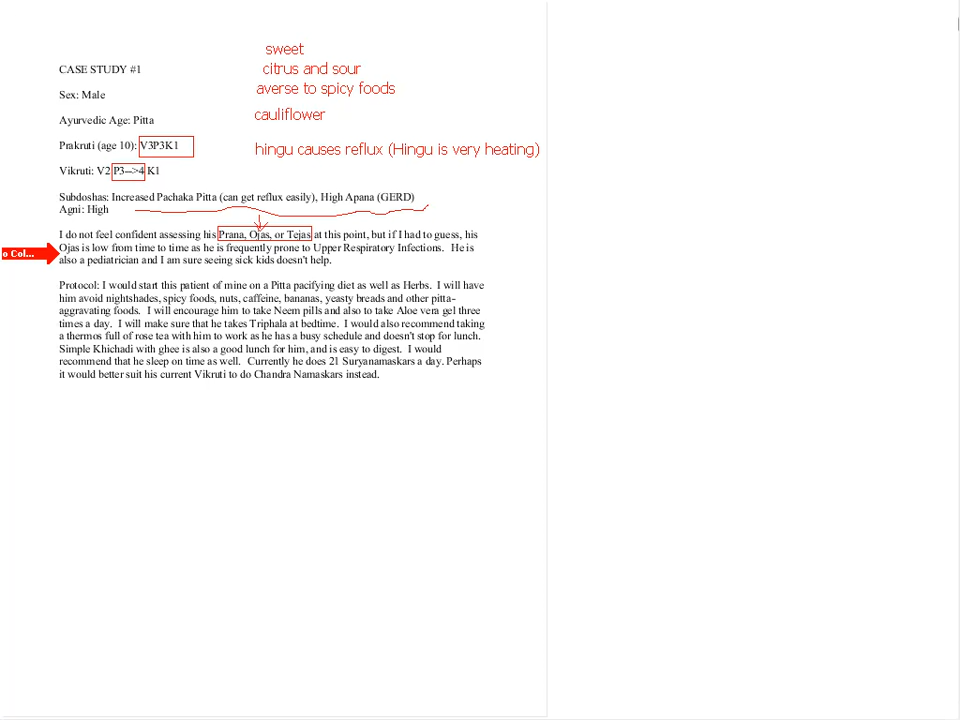 sweet
CASE STUDY #1
citrus and sour
averse to spicy foods
Sex: Male
cauliflower
Ayurvedic Age: Pitta
Prakruti (age 10): V3P3K1
hingu causes reflux (Hingu is very heating)
Vikruti: V2 P3-->4 K1
Subdoshas: Increased Pachaka Pitta (can get reflux easily), High Apana (GERD)
Agni: High
I do not feel confident assessing his Prana, Ojas, or Tejas at this point, but if I had to guess, his
Ojas is low from time to time as he is frequently prone to Upper Respiratory Infections.  He is
o Col...
also a pediatrician and I am sure seeing sick kids doesn't help.
Protocol: I would start this patient of mine on a Pitta pacifying diet as well as Herbs.  I will have
him avoid nightshades, spicy foods, nuts, caffeine, bananas, yeasty breads and other pitta-
aggravating foods.  I will encourage him to take Neem pills and also to take Aloe vera gel three
times a day.  I will make sure that he takes Triphala at bedtime.  I would also recommend taking
a thermos full of rose tea with him to work as he has a busy schedule and doesn't stop for lunch.
Simple Khichadi with ghee is also a good lunch for him, and is easy to digest.  I would
recommend that he sleep on time as well.  Currently he does 21 Suryanamaskars a day. Perhaps
it would better suit his current Vikruti to do Chandra Namaskars instead.